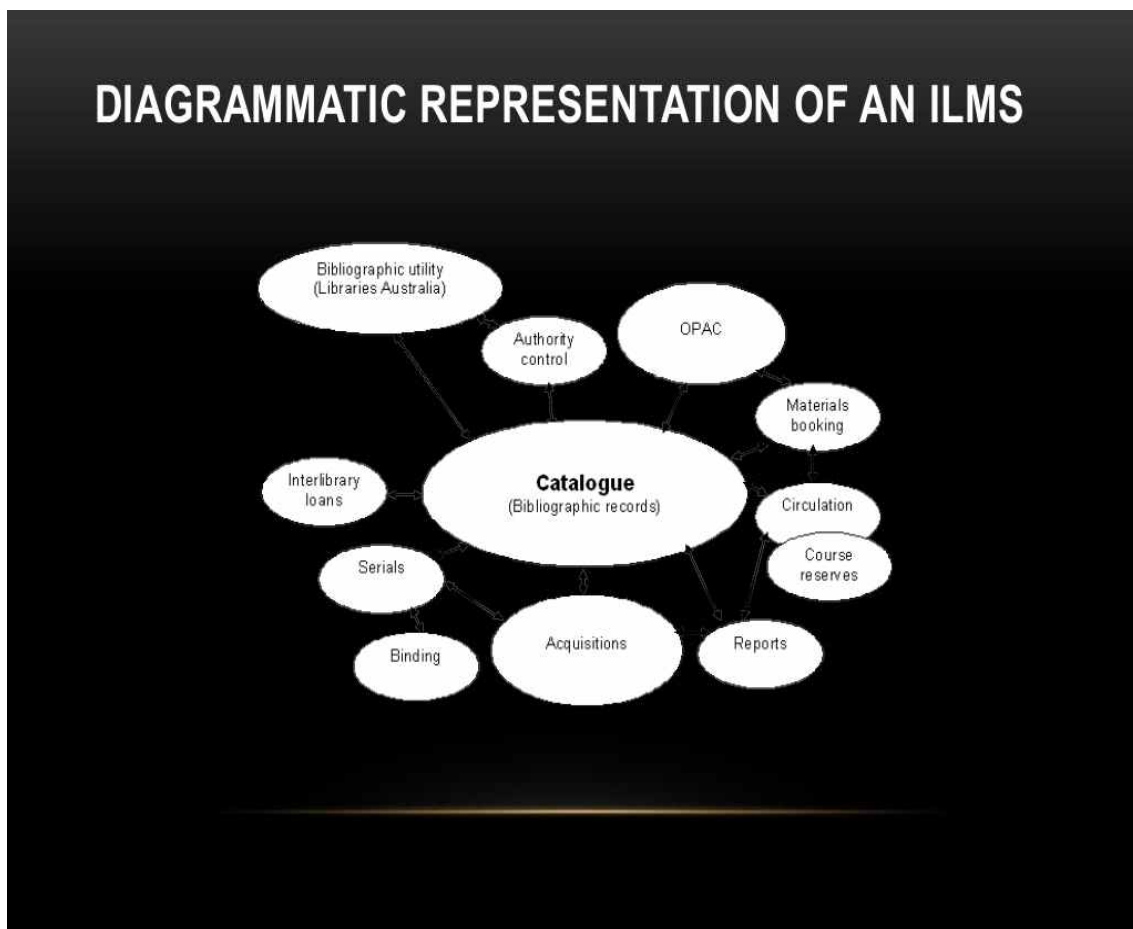 DIAGRAMMATIC REPRESENTATION OF AN ILMS
Bibliographic utility
(Libraries Australia)
Authority
control
OPAC
Materials
booking
Catalogue
(Bibliographic records)
Interlibrary
loans
Circulation
Course
reserves
Serials
Acquisitions
Reports
Binding